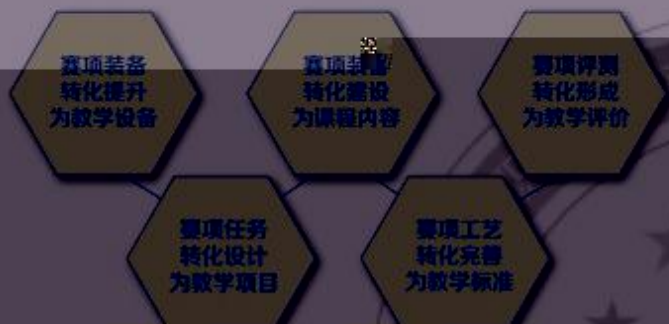 赛项装备
转化提升
为教学设备
赛项装备
转化建设
为课程内容
赛项评测
转化形成
为教学评价
赛项任务
转化设计
为教学项目
赛项工艺
转化完善
为教学标准